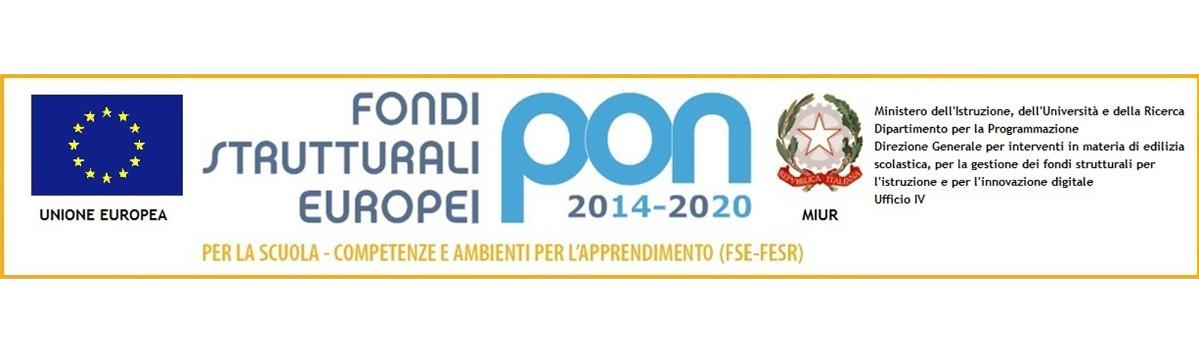 UNIONE EUROPEA
FONDI
STRUTTURALI
EUROPEI
pon
2014-2020
PER LA SCUOLA - COMPETENZE E AMBIENTI PER L'APPRENDIMENTO (FSE-FESR)
REPVBBLICA ITALIANA
MIUR
Ministero dell'Istruzione, dell'Università e della Ricerca
Dipartimento per la Programmazione
Direzione Generale per interventi in materia di edilizia
scolastica, per la gestione dei fondi strutturali per
l'istruzione e per l'innovazione digitale
Ufficio IV